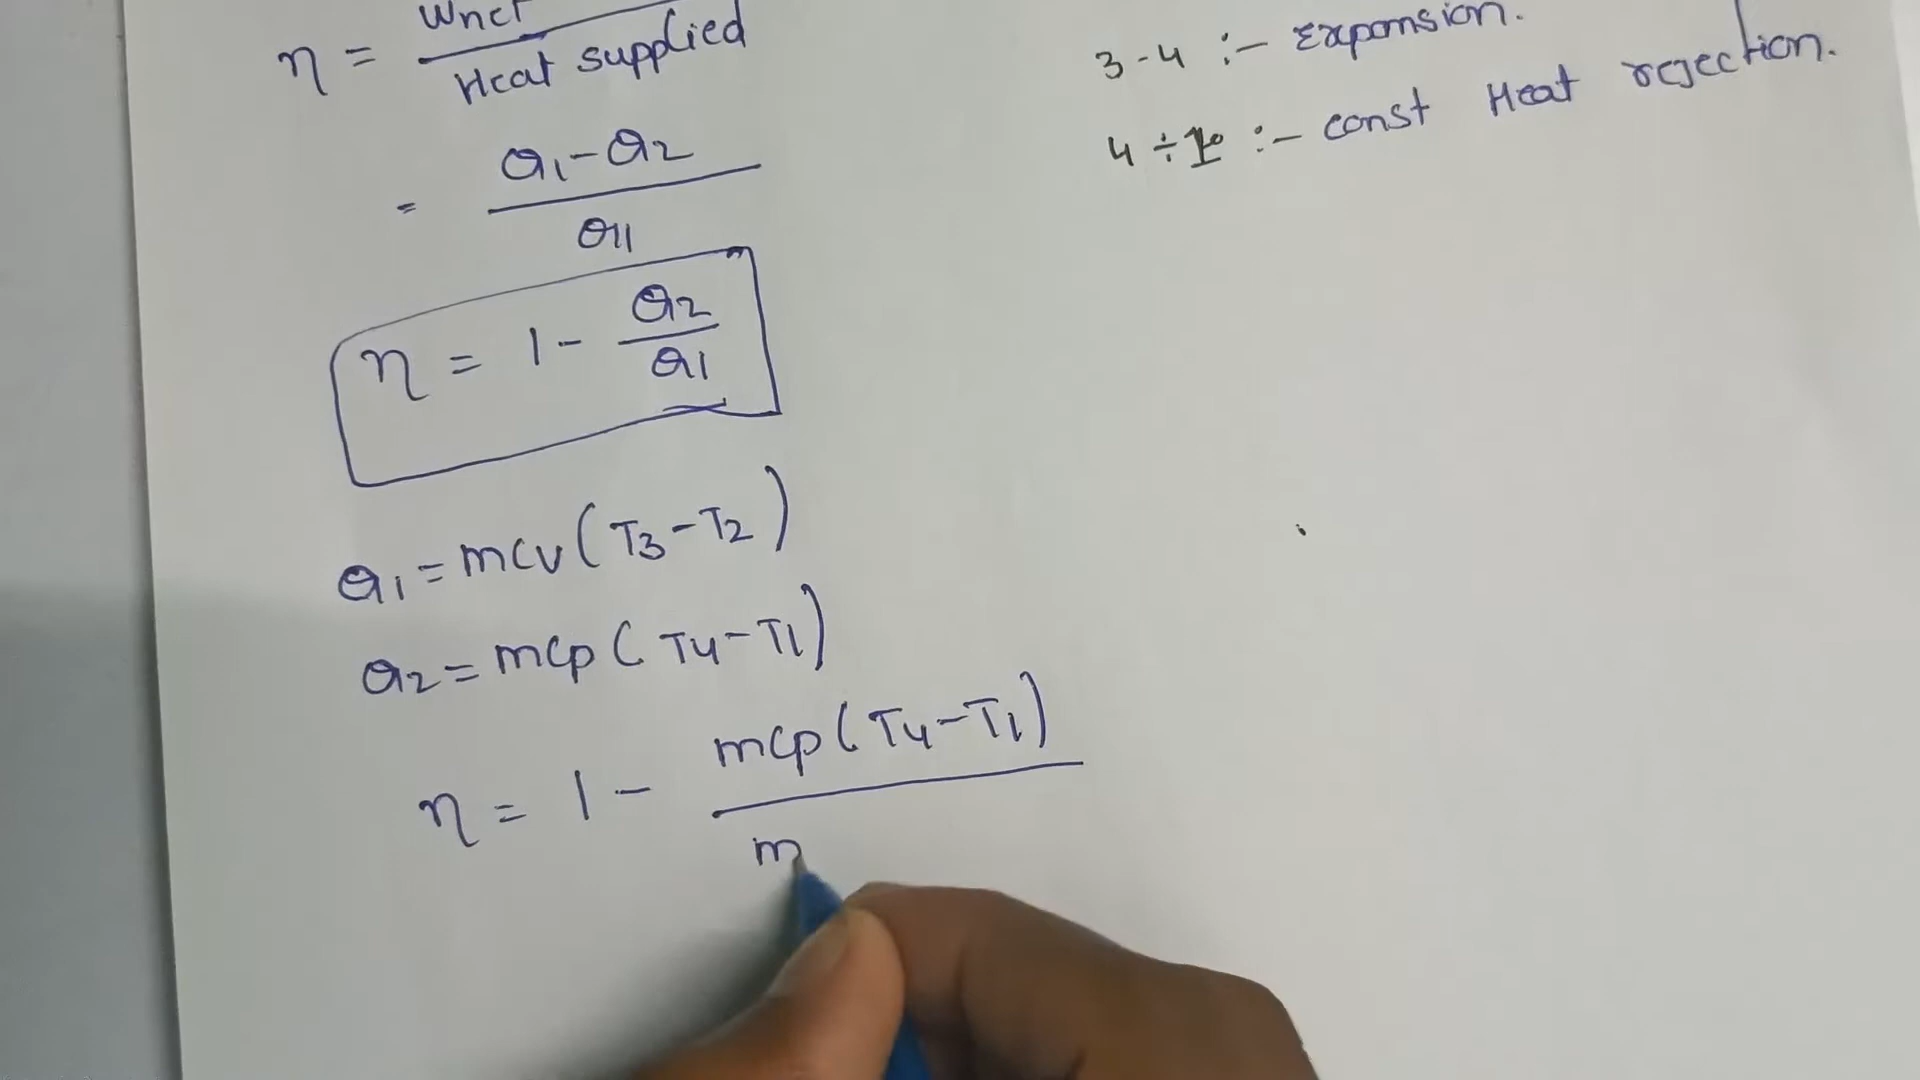 η = Wnet / Heat supplied
= Q1 - Q2 / Q1
η = 1 - Q2 / Q1
Q1 = mcv ( T3 - T2 )
Q2 = mcp ( T4 - T1 )
η = 1 - mcp ( T4 - T1 ) / m
3 - 4 :- Expansion.
4 ÷ 1 :- const Heat rejection.